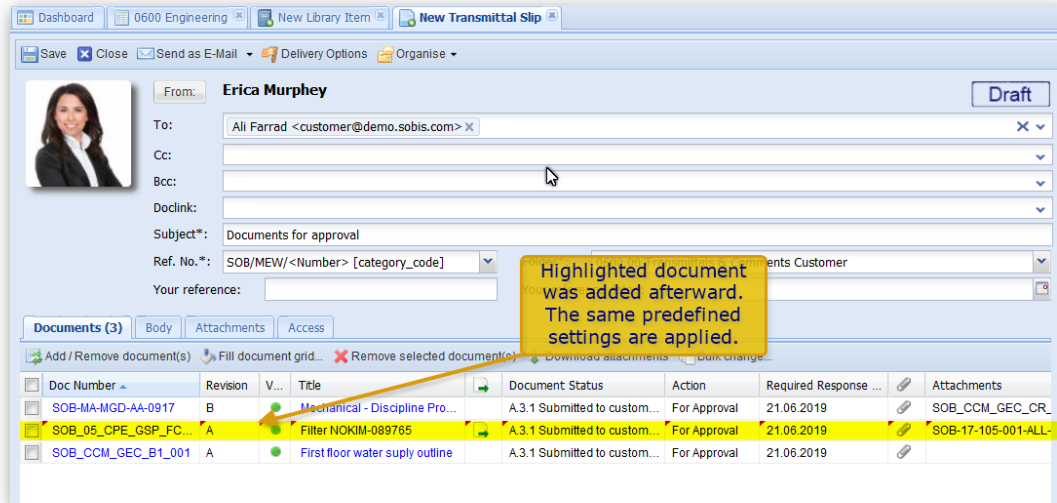 Dashboard 0600 Engineering New Library Item New Transmittal Slip
Save Close Send as E-Mail Delivery Options Organise
From: Erica Murphey Draft
To: Ali Farrad <customer@demo.sobis.com>
Cc:
Bcc:
Doclink:
Subject*: Documents for approval
Ref. No.*: SOB/MEW/<Number> [category_code] Customer
Your reference:
Highlighted document
was added afterward.
The same predefined
settings are applied.
Documents (3) Body Attachments Access
Add / Remove document(s) Fill document grid... Remove selected document(s) Download attachments Bulk change...
Doc Number Revision V... Title Document Status Action Required Response ... Attachments
SOB-MA-MGD-AA-0917 B Mechanical - Discipline Pro... A.3.1 Submitted to custom... For Approval 21.06.2019 SOB_CCM_GEC_CR_
SOB_05_CPE_GSP_FC... A Filter NOKIM-089765 A.3.1 Submitted to custom... For Approval 21.06.2019 SOB-17-105-001-ALL-
SOB_CCM_GEC_B1_001 A First floor water suply outline A.3.1 Submitted to custom... For Approval 21.06.2019